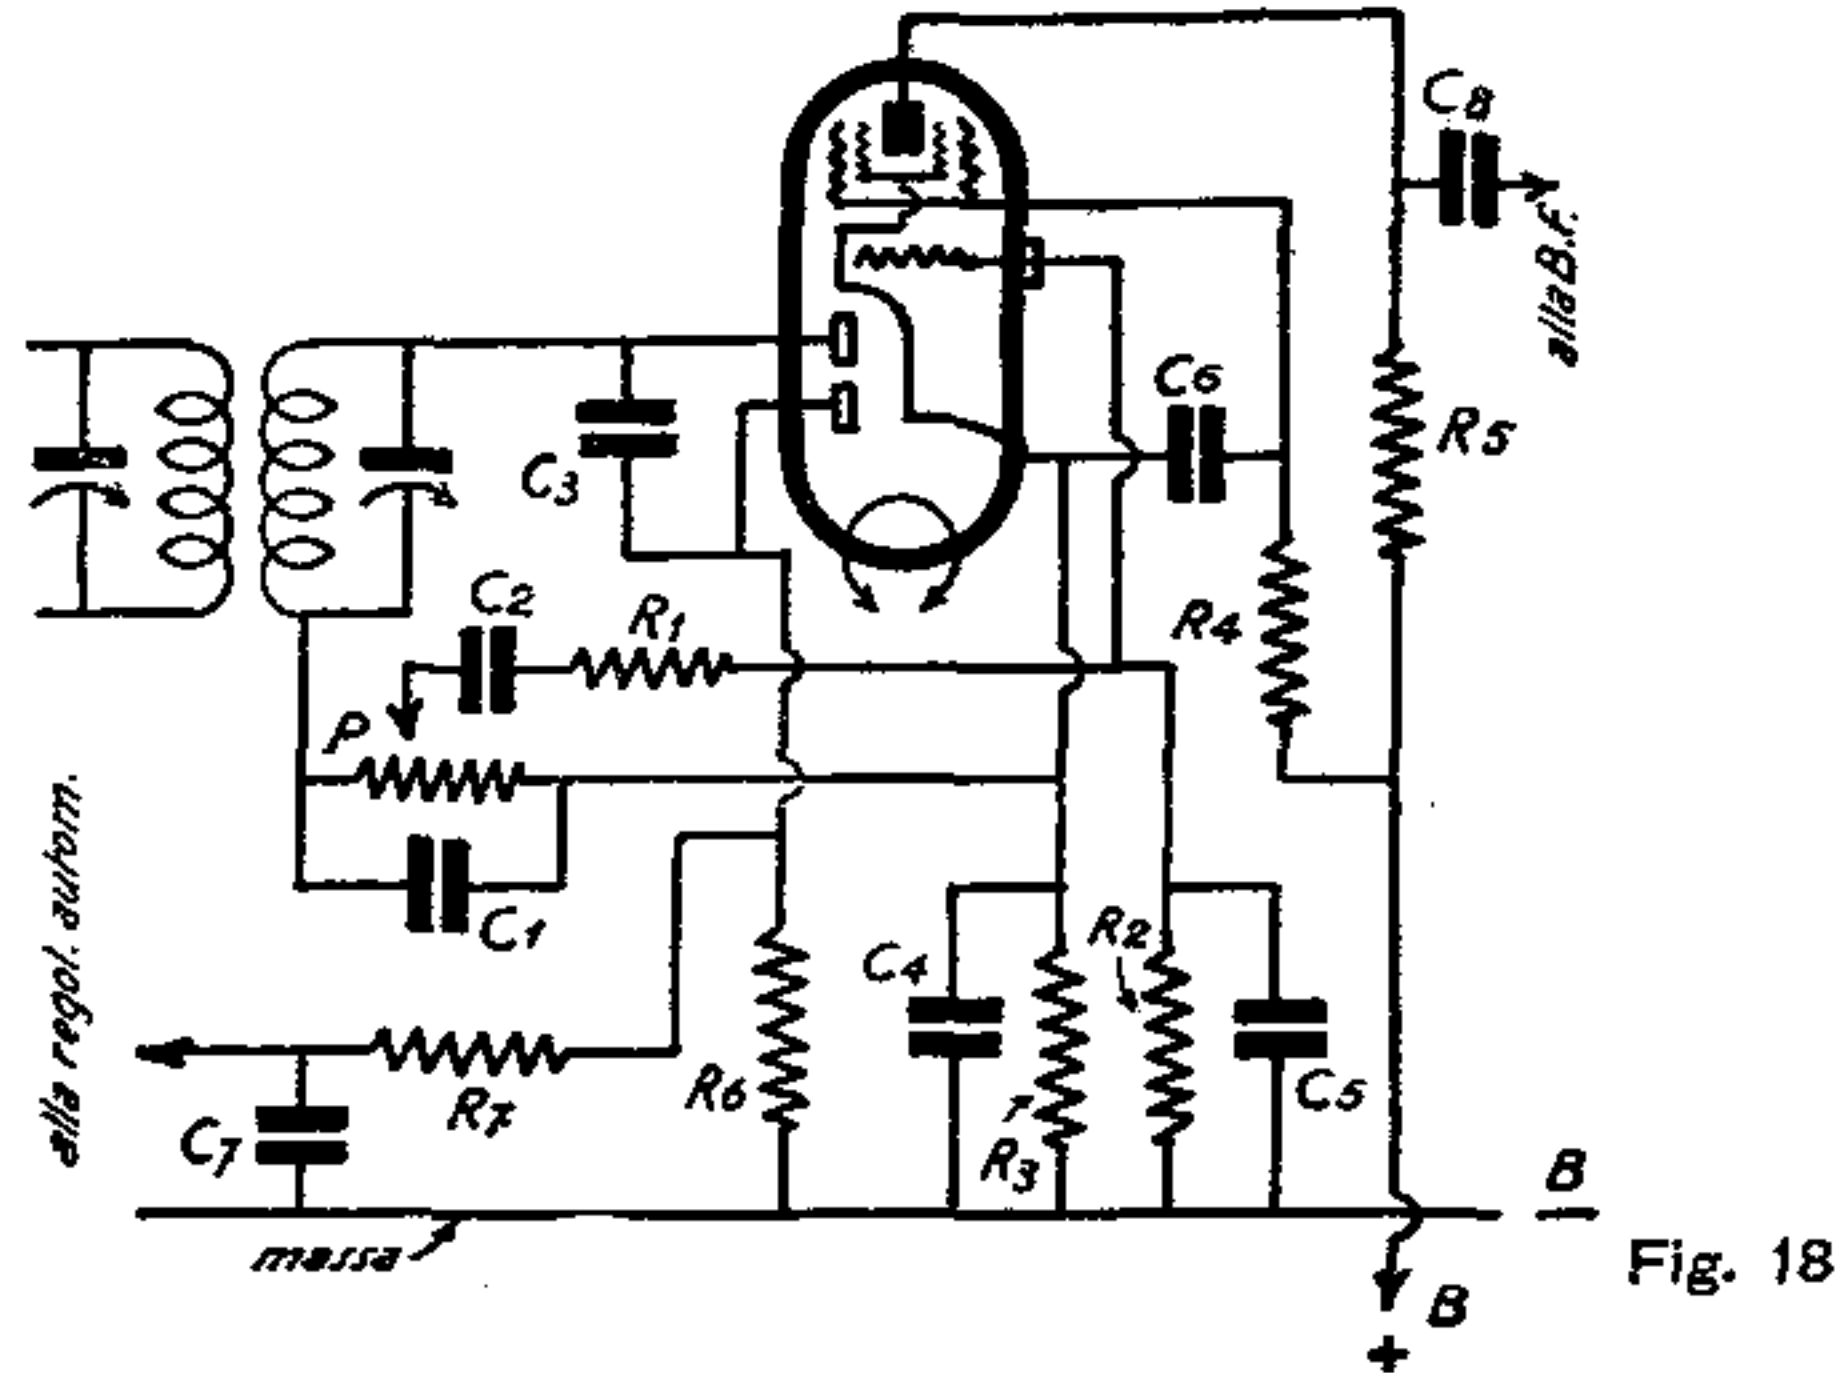 C8
alla B.F.
C6
R5
C3
C2
R1
R4
P
alla regol. autom.
C1
R2
C4
R6
R7
C5
C7
R3
B
−
massa
Fig. 18
B
+